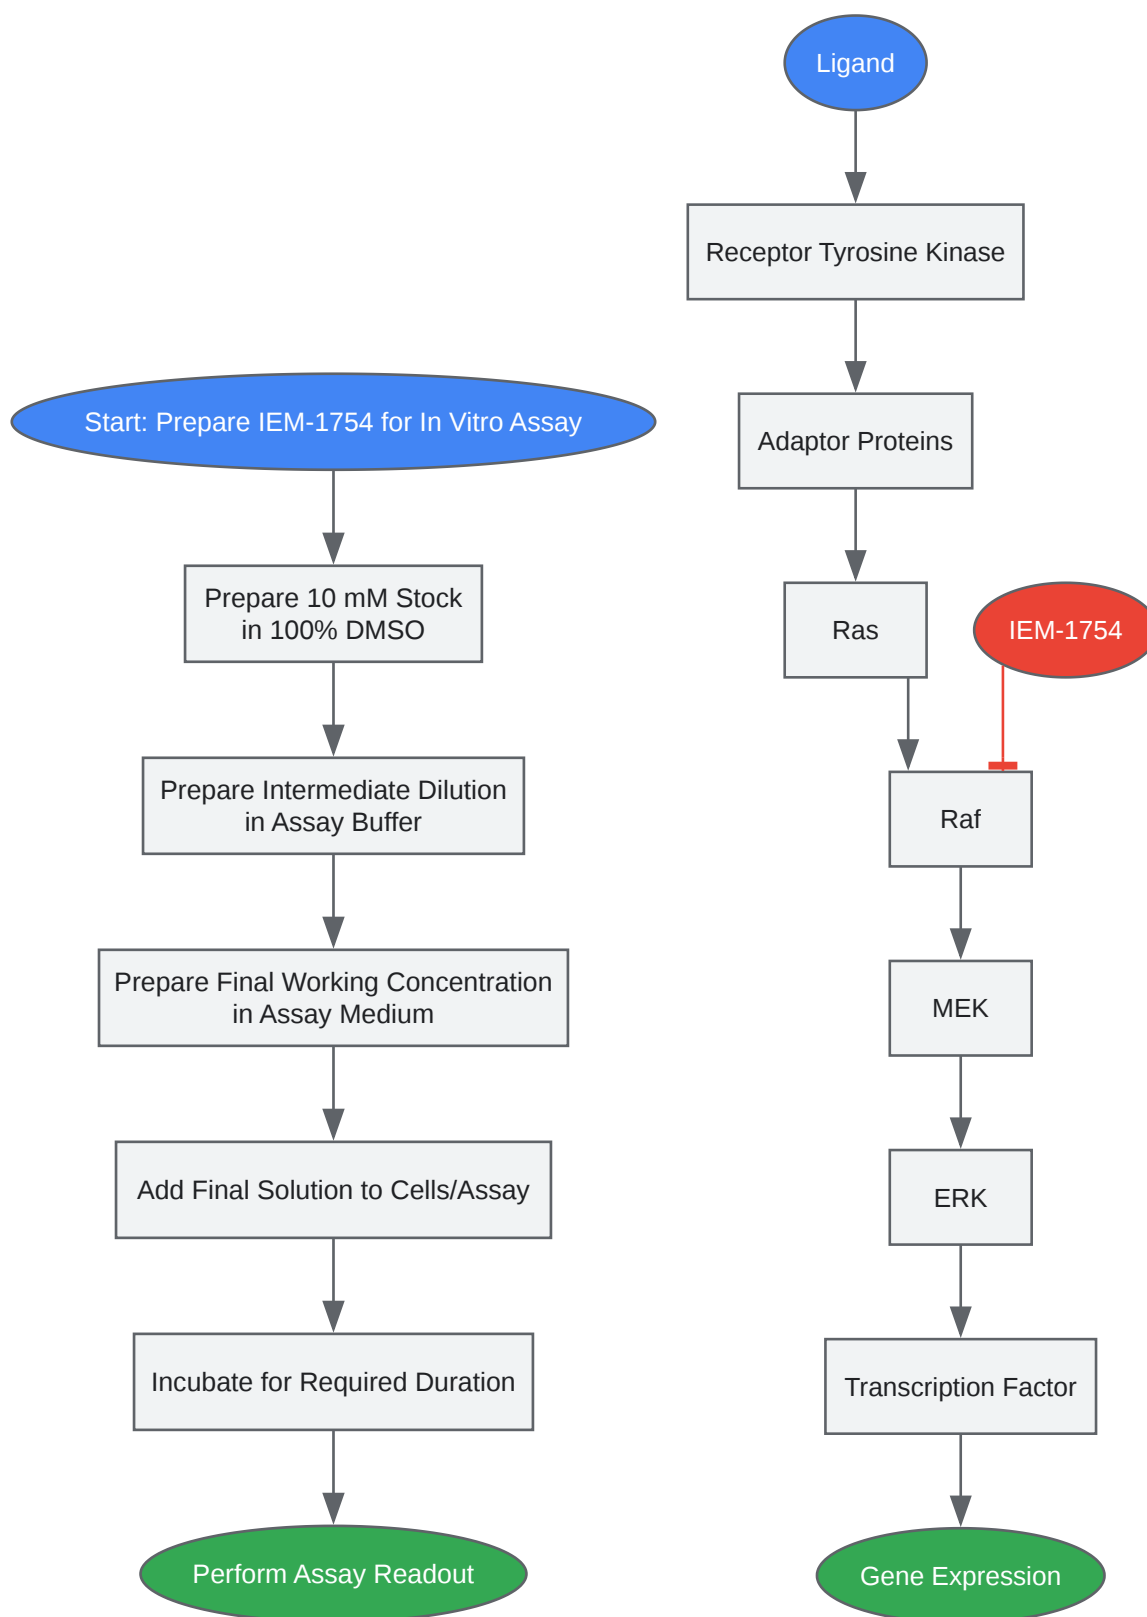 Start: Prepare IEM-1754 for In Vitro Assay
Prepare 10 mM Stock
in 100% DMSO
Prepare Intermediate Dilution
in Assay Buffer
Prepare Final Working Concentration
in Assay Medium
Add Final Solution to Cells/Assay
Incubate for Required Duration
Perform Assay Readout
Ligand
Receptor Tyrosine Kinase
Adaptor Proteins
Ras
IEM-1754
Raf
MEK
ERK
Transcription Factor
Gene Expression